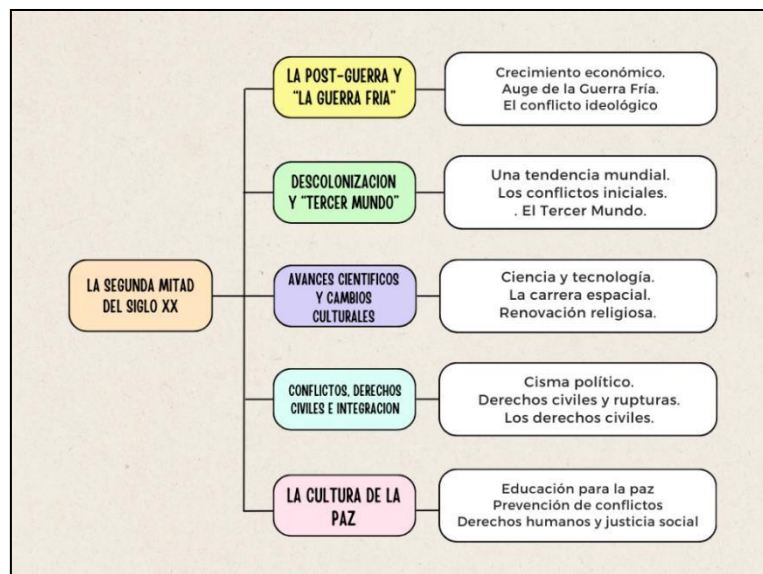 LA SEGUNDA MITAD
DEL SIGLO XX
LA POST-GUERRA Y
"LA GUERRA FRIA"
Crecimiento económico.
Auge de la Guerra Fría.
El conflicto ideológico
DESCOLONIZACION
Y "TERCER MUNDO"
Una tendencia mundial.
Los conflictos iniciales.
. El Tercer Mundo.
AVANCES CIENTIFICOS
Y CAMBIOS
CULTURALES
Ciencia y tecnología.
La carrera espacial.
Renovación religiosa.
CONFLICTOS, DERECHOS
CIVILES E INTEGRACION
Cisma político.
Derechos civiles y rupturas.
Los derechos civiles.
LA CULTURA DE LA
PAZ
Educación para la paz
Prevención de conflictos
Derechos humanos y justicia social